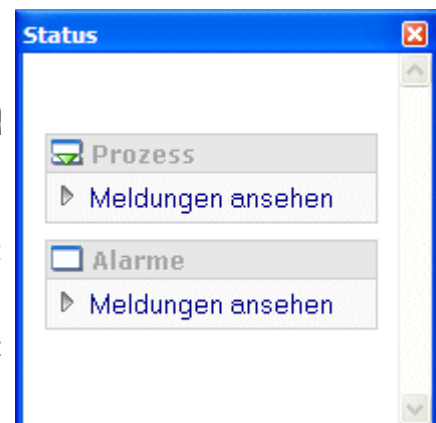 Status
Prozess
Meldungen ansehen
Alarme
Meldungen ansehen